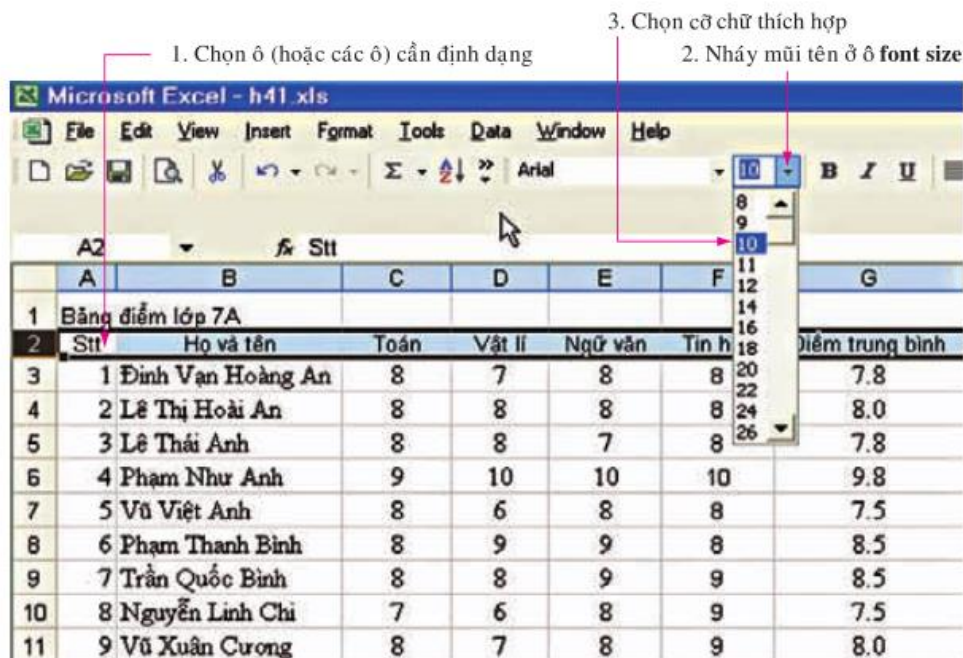 3. Chọn cỡ chữ thích hợp
1. Chọn ô (hoặc các ô) cần định dạng
2. Nháy mũi tên ở ô font size
Microsoft Excel - h41.xls
File Edit View Insert Format Tools Data Window Help
Arial 10 B I U
8
9
10
11
12
14
16
18
20
22
24
26
A2 fx Stt
A B C D E F G
1 Bảng điểm lớp 7A
2 Stt Họ và tên Toán Vật lí Ngữ văn Tin h Điểm trung bình
3 1 Đinh Vạn Hoàng An 8 7 8 8 7.8
4 2 Lê Thị Hoài An 8 8 8 8 8.0
5 3 Lê Thái Anh 8 8 7 8 7.8
6 4 Phạm Như Anh 9 10 10 10 9.8
7 5 Vũ Việt Anh 8 6 8 8 7.5
8 6 Phạm Thanh Bình 8 9 9 8 8.5
9 7 Trần Quốc Bình 8 8 9 9 8.5
10 8 Nguyễn Linh Chi 7 6 8 9 7.5
11 9 Vũ Xuân Cương 8 7 8 9 8.0